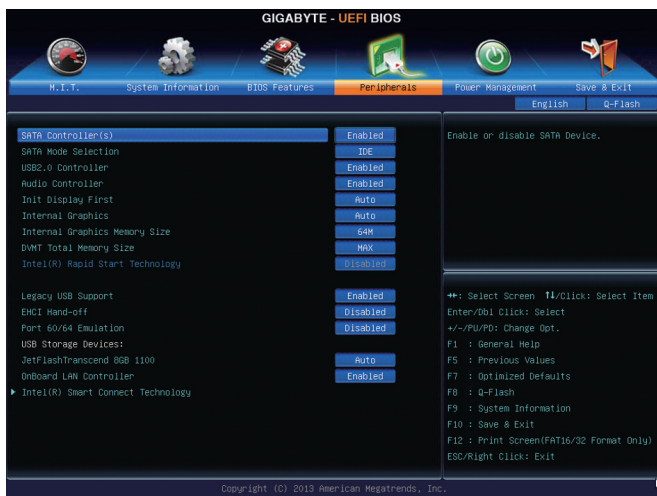 GIGABYTE - UEFI BIOS
M.I.T.
System Information
BIOS Features
Peripherals
Power Management
Save & Exit
English
Q-Flash
SATA Controller(s) Enabled
SATA Mode Selection IDE
USB2.0 Controller Enabled
Audio Controller Enabled
Init Display First Auto
Internal Graphics Auto
Internal Graphics Memory Size 64M
DVMT Total Memory Size MAX
Intel(R) Rapid Start Technology Disabled
Legacy USB Support Enabled
EHCI Hand-off Disabled
Port 60/64 Emulation Disabled
USB Storage Devices:
JetFlashTranscend 8GB 1100 Auto
OnBoard LAN Controller Enabled
Intel(R) Smart Connect Technology
Enable or disable SATA Device.
→←: Select Screen ↑↓/Click: Select Item
Enter/Dbl Click: Select
+/-/PU/PD: Change Opt.
F1 : General Help
F5 : Previous Values
F7 : Optimized Defaults
F8 : Q-Flash
F9 : System Information
F10 : Save & Exit
F12 : Print Screen(FAT16/32 Format Only)
ESC/Right Click: Exit
Copyright (C) 2013 American Megatrends, Inc.